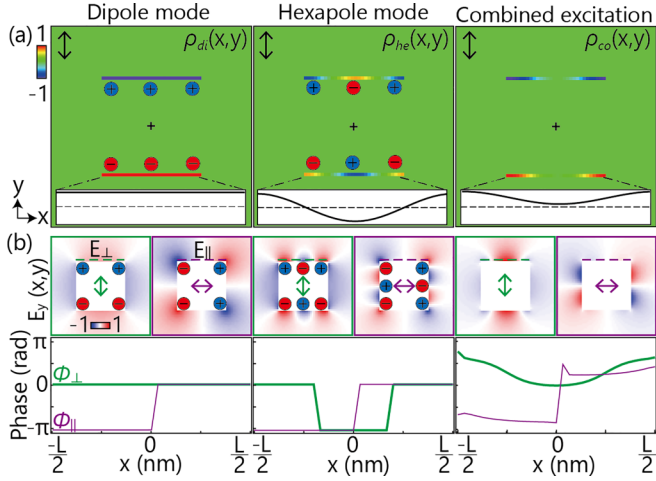 Dipole mode Hexapole mode Combined excitation
(a) 1 -1 ρdi(x,y) ρhe(x,y) ρco(x,y)
+ + + + + − +
+ + +
− − − − + −
y
x
(b) E⊥ E∥
Ey (x,y)
+ + − + + − + − +
+ −
− − − + − + − − +
-1 1
Phase (rad)
π
Φ⊥
0
Φ∥
-π
-L/2 0 L/2 -L/2 0 L/2 -L/2 0 L/2
x (nm) x (nm) x (nm)